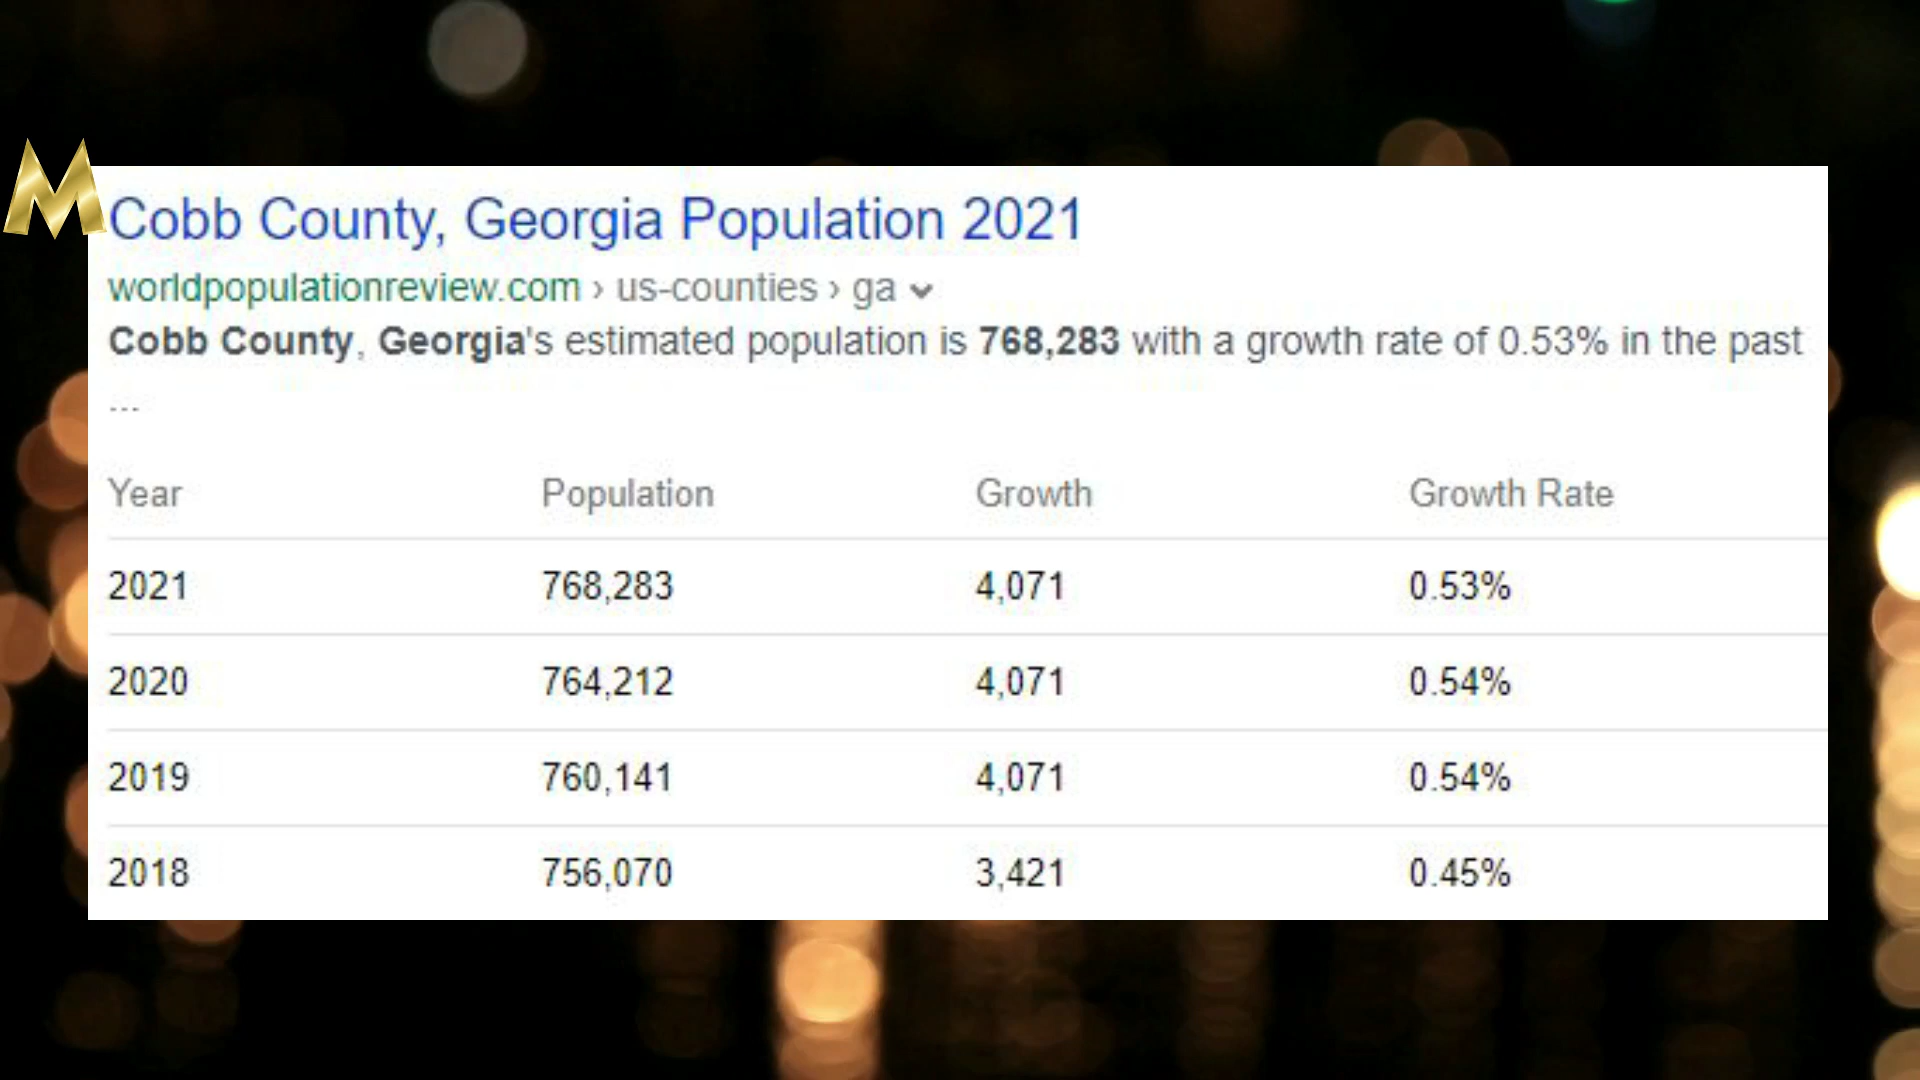 M
Cobb County, Georgia Population 2021
worldpopulationreview.com › us-counties › ga
Cobb County, Georgia's estimated population is 768,283 with a growth rate of 0.53% in the past
...
Year Population Growth Growth Rate
2021 768,283 4,071 0.53%
2020 764,212 4,071 0.54%
2019 760,141 4,071 0.54%
2018 756,070 3,421 0.45%